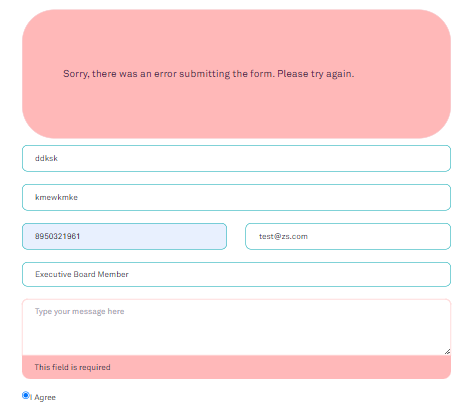 Sorry, there was an error submitting the form. Please try again.
ddksk
kmewkmke
8950321961
test@zs.com
Executive Board Member
Type your message here
This field is required
I Agree